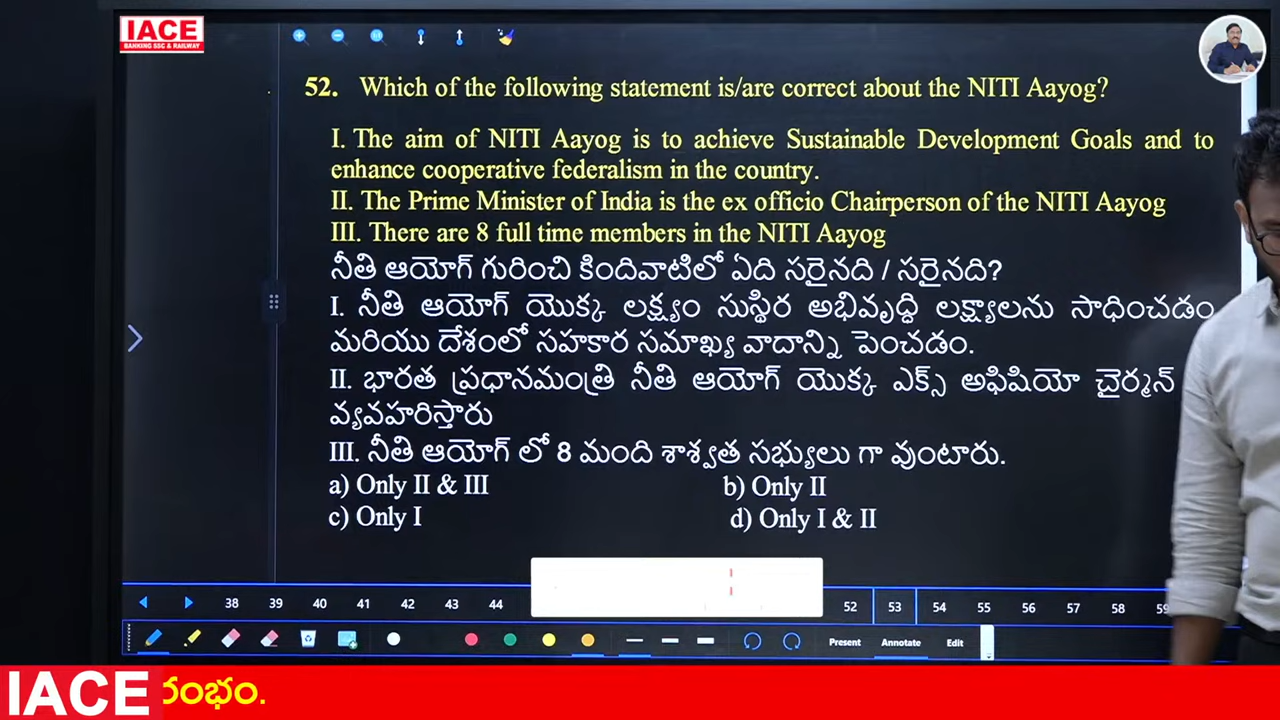 IACE
BANKING SSC & RAILWAY
52. Which of the following statement is/are correct about the NITI Aayog?
I. The aim of NITI Aayog is to achieve Sustainable Development Goals and to
enhance cooperative federalism in the country.
II. The Prime Minister of India is the ex officio Chairperson of the NITI Aayog
III. There are 8 full time members in the NITI Aayog
నీతి ఆయోగ్ గురించి కిందివాటిలో ఏది సరైనది / సరైనది?
I. నీతి ఆయోగ్ యొక్క లక్ష్యం సుస్థిర అభివృద్ధి లక్ష్యాలను సాధించడం
మరియు దేశంలో సహకార సమాఖ్య వాదాన్ని పెంచడం.
II. భారత ప్రధానమంత్రి నీతి ఆయోగ్ యొక్క ఎక్స్ అఫిషియో చైర్మన్
వ్యవహరిస్తారు
III. నీతి ఆయోగ్ లో 8 మంది శాశ్వత సభ్యులు గా వుంటారు.
a) Only II & III b) Only II
c) Only I d) Only I & II
38 39 40 41 42 43 44 52 53 54 55 56 57 58 59
Present Annotate Edit
IACE రంభం.